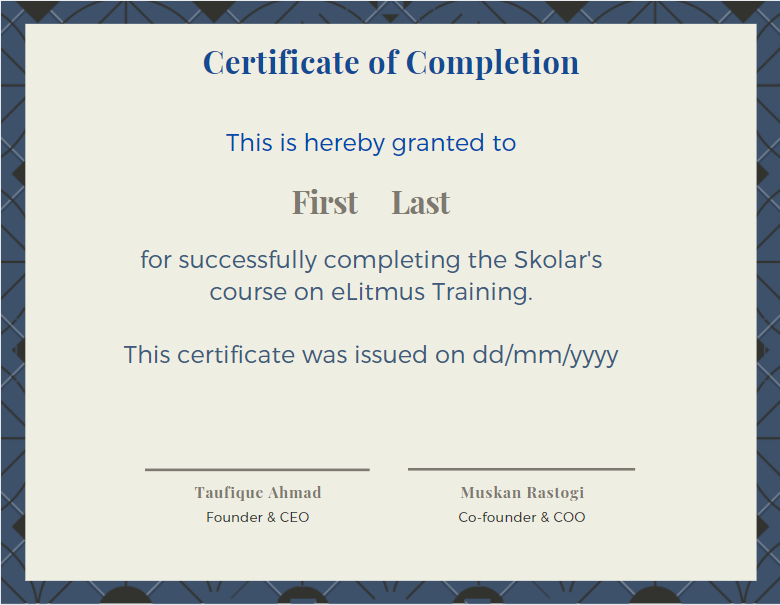 Certificate of Completion
This is hereby granted to
First Last
for successfully completing the Skolar's
course on eLitmus Training.
This certificate was issued on dd/mm/yyyy
Taufique Ahmad Muskan Rastogi
Founder & CEO Co-founder & COO